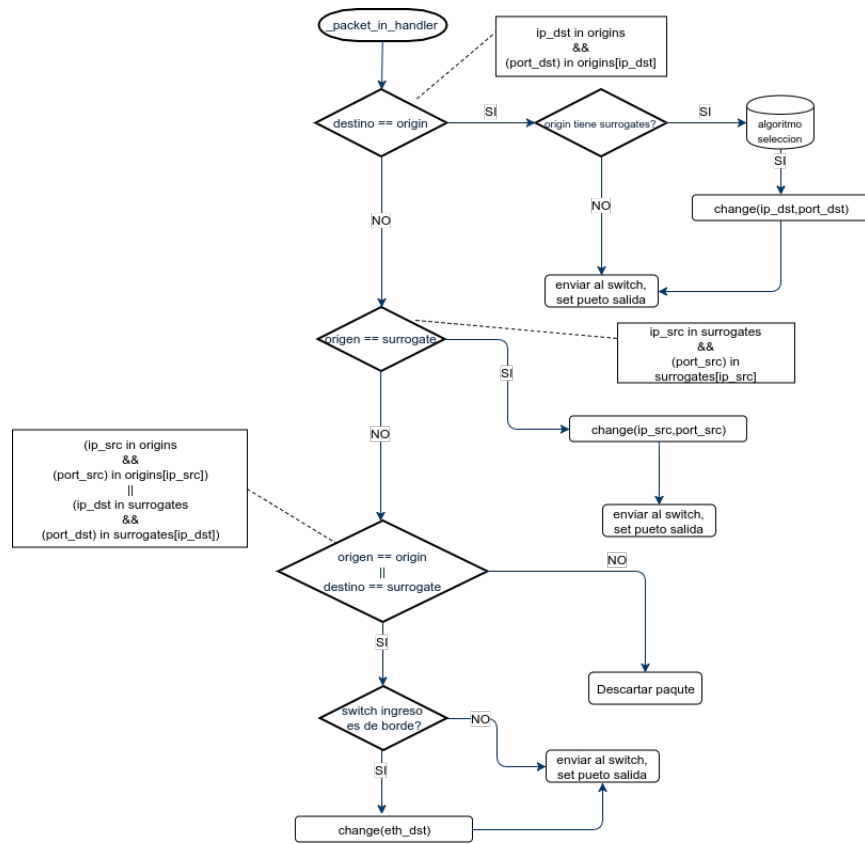 _packet_in_handler
ip_dst in origins
&&
(port_dst) in origins[ip_dst]
destino == origin
SI
origin tiene surrogates?
SI
algoritmo
seleccion
SI
NO
NO
change(ip_dst,port_dst)
enviar al switch,
set pueto salida
origen == surrogate
ip_src in surrogates
&&
(port_src) in
surrogates[ip_src]
SI
NO
change(ip_src,port_src)
(ip_src in origins
&&
(port_src) in origins[ip_src])
||
(ip_dst in surrogates
&&
(port_dst) in surrogates[ip_dst])
enviar al switch,
set pueto salida
origen == origin
||
destino == surrogate
NO
SI
Descartar paqute
switch ingreso
es de borde?
NO
SI
enviar al switch,
set pueto salida
change(eth_dst)